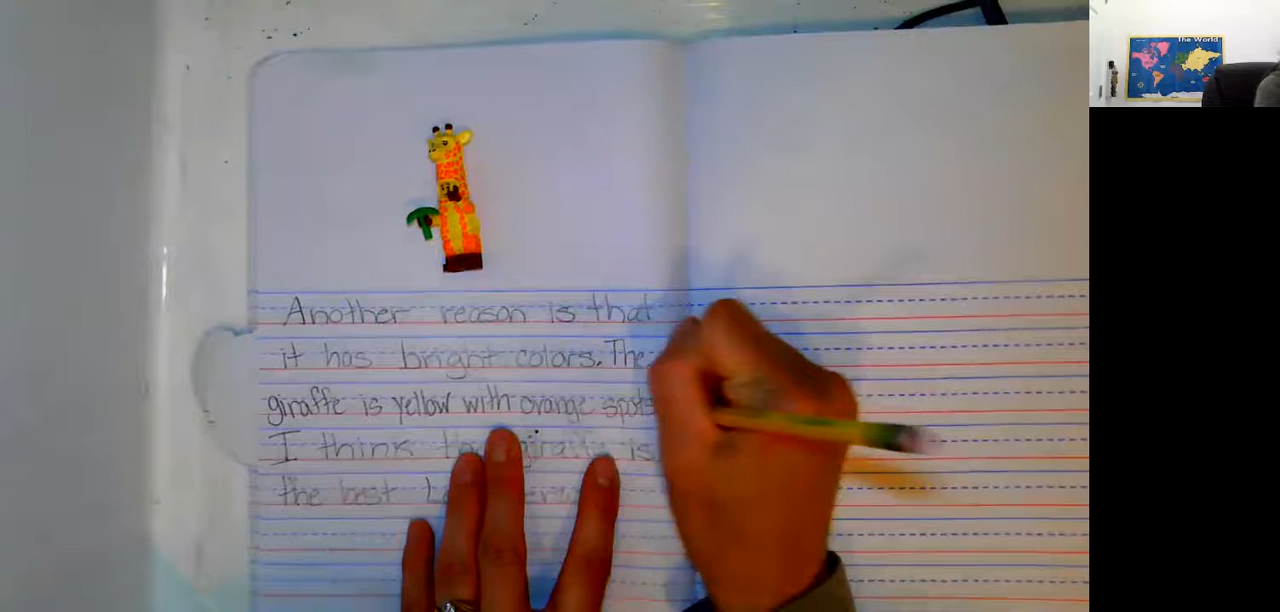 The World
Another reason is that
it has bright colors. The
giraffe is yellow with orange spots
I think the giraffe is
the best